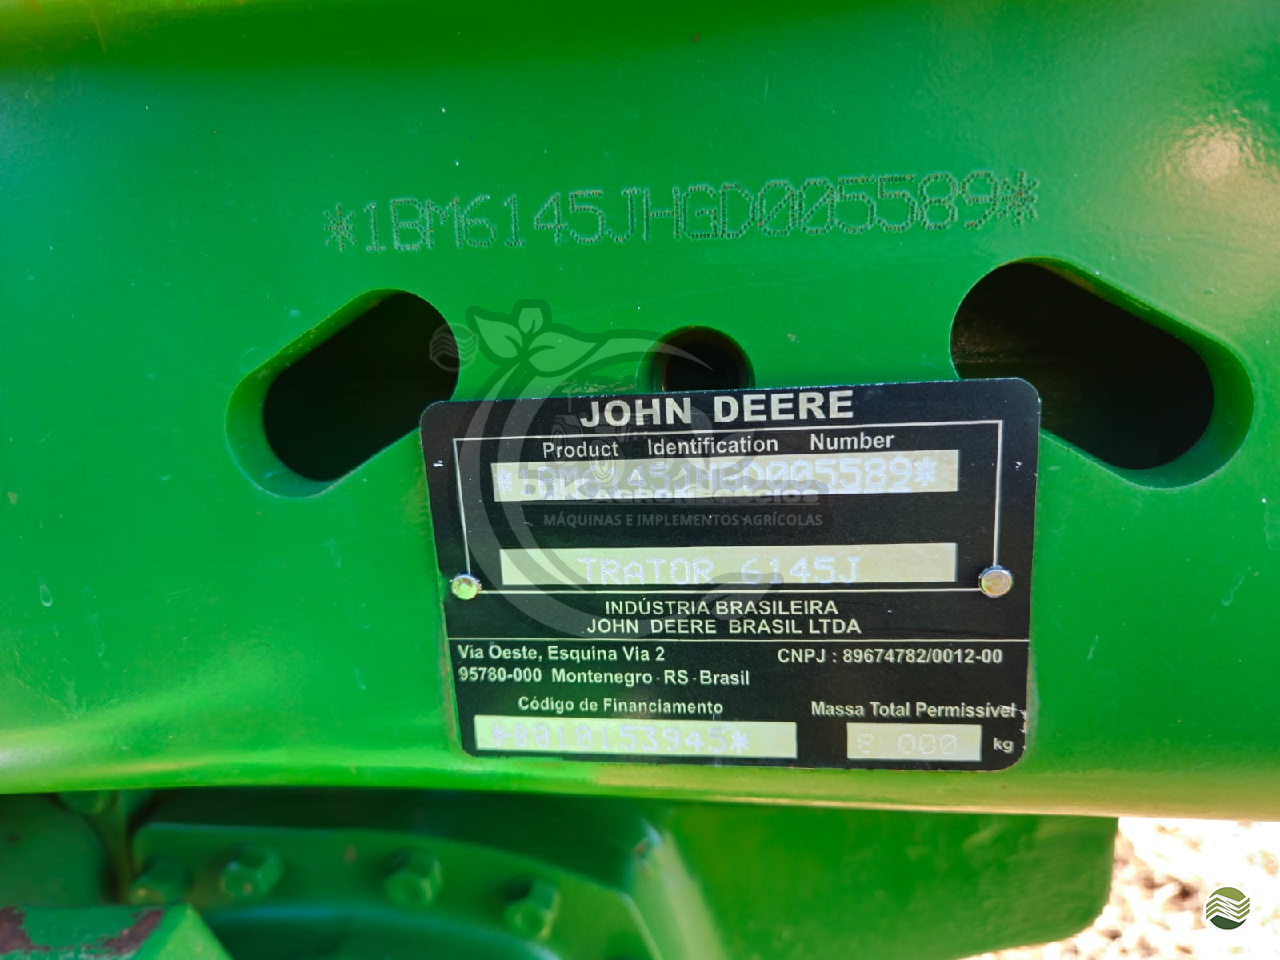 *1BM6145JHGD005589*
JOHN DEERE
Product Identification Number
TRATOR 6145J
MÁQUINAS E IMPLEMENTOS AGRÍCOLAS
INDÚSTRIA BRASILEIRA
JOHN DEERE BRASIL LTDA
Via Oeste, Esquina Via 2
CNPJ : 89674782/0012-00
95780-000 Montenegro - RS - Brasil
Código de Financiamento
Massa Total Permissível
8 000 kg